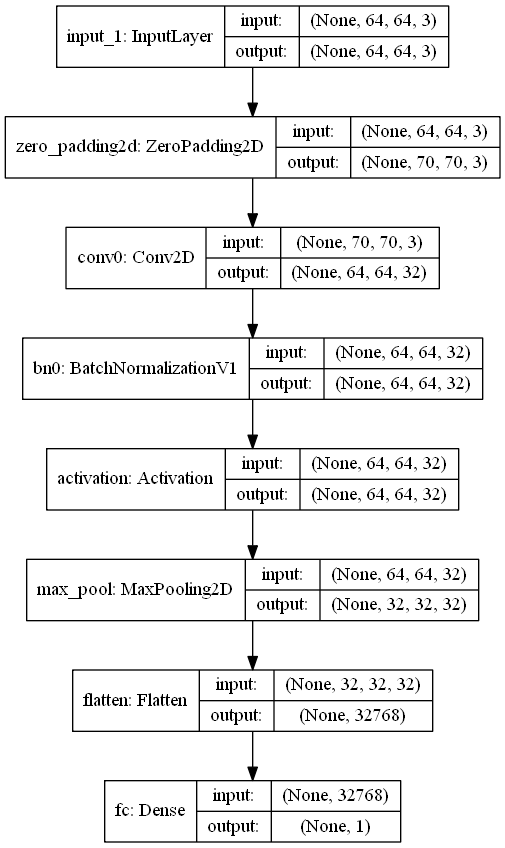 input_1: InputLayer
input: (None, 64, 64, 3)
output: (None, 64, 64, 3)
zero_padding2d: ZeroPadding2D
input: (None, 64, 64, 3)
output: (None, 70, 70, 3)
conv0: Conv2D
input: (None, 70, 70, 3)
output: (None, 64, 64, 32)
bn0: BatchNormalizationV1
input: (None, 64, 64, 32)
output: (None, 64, 64, 32)
activation: Activation
input: (None, 64, 64, 32)
output: (None, 64, 64, 32)
max_pool: MaxPooling2D
input: (None, 64, 64, 32)
output: (None, 32, 32, 32)
flatten: Flatten
input: (None, 32, 32, 32)
output: (None, 32768)
fc: Dense
input: (None, 32768)
output: (None, 1)